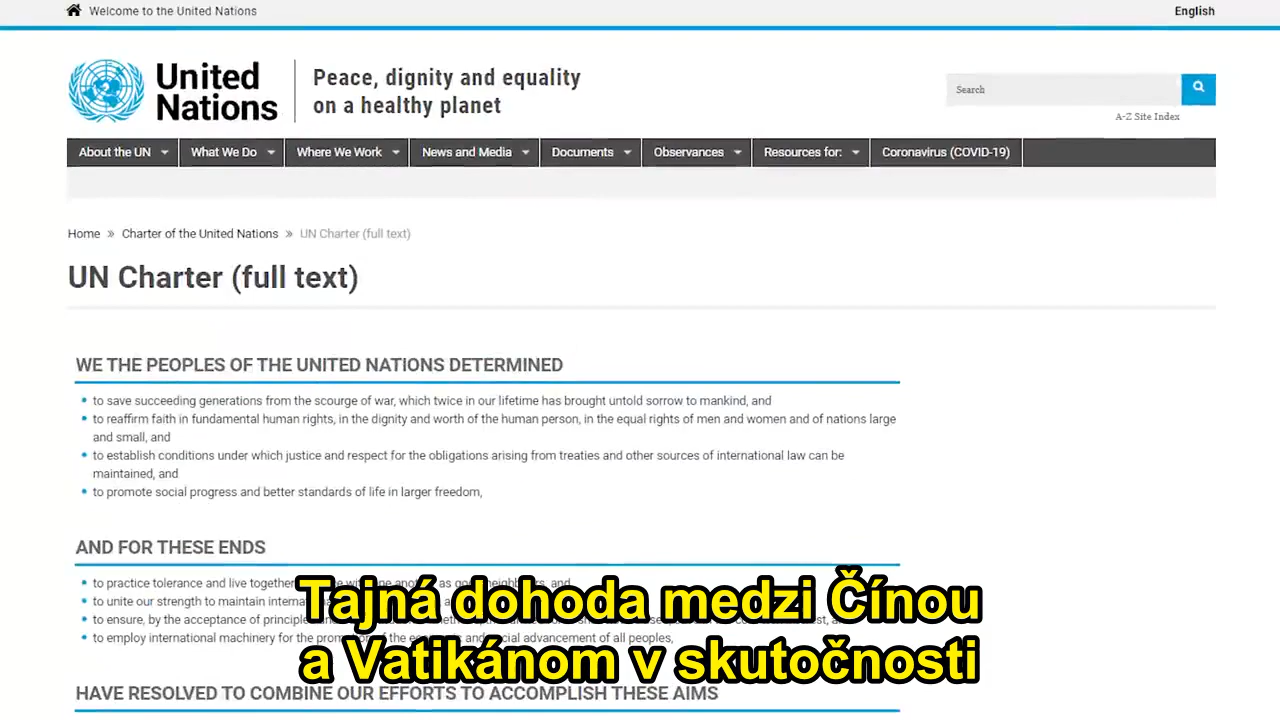 Welcome to the United Nations
English
United
Nations
Peace, dignity and equality
on a healthy planet
Search
A-Z Site Index
About the UN
What We Do
Where We Work
News and Media
Documents
Observances
Resources for:
Coronavirus (COVID-19)
Home » Charter of the United Nations » UN Charter (full text)
UN Charter (full text)
WE THE PEOPLES OF THE UNITED NATIONS DETERMINED
• to save succeeding generations from the scourge of war, which twice in our lifetime has brought untold sorrow to mankind, and
• to reaffirm faith in fundamental human rights, in the dignity and worth of the human person, in the equal rights of men and women and of nations large
and small, and
• to establish conditions under which justice and respect for the obligations arising from treaties and other sources of international law can be
maintained, and
• to promote social progress and better standards of life in larger freedom,
AND FOR THESE ENDS
• to practice tolerance and live together
• to unite our strength to maintain
• to ensure, by the acceptance of
• to employ international machinery for the of the and advancement of all peoples,
Tajná dohoda medzi Čínou
a Vatikánom v skutočnosti
HAVE RESOLVED TO COMBINE OUR EFFORTS TO ACCOMPLISH THESE AIMS